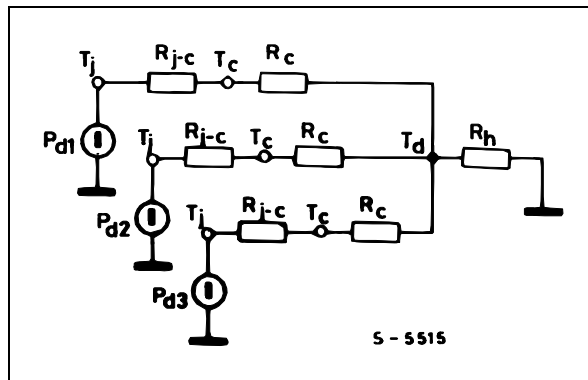 Tj Rj-c Tc Rc
Pd1 Tj Rj-c Tc Rc Td Rh
Pd2 Tj Rj-c Tc Rc
Pd3
S - 5515